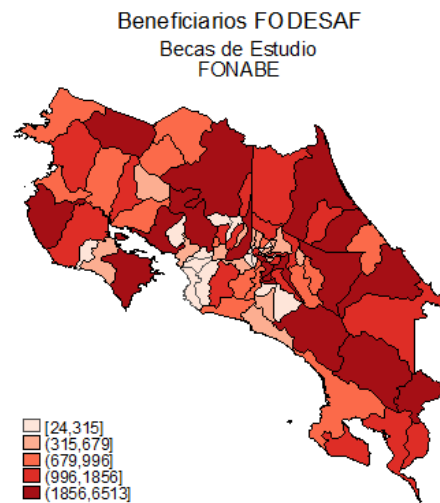 Beneficiarios FODESAF
Becas de Estudio
FONABE
[24,315]
(315,679]
(679,996]
(996,1856]
(1856,6513]